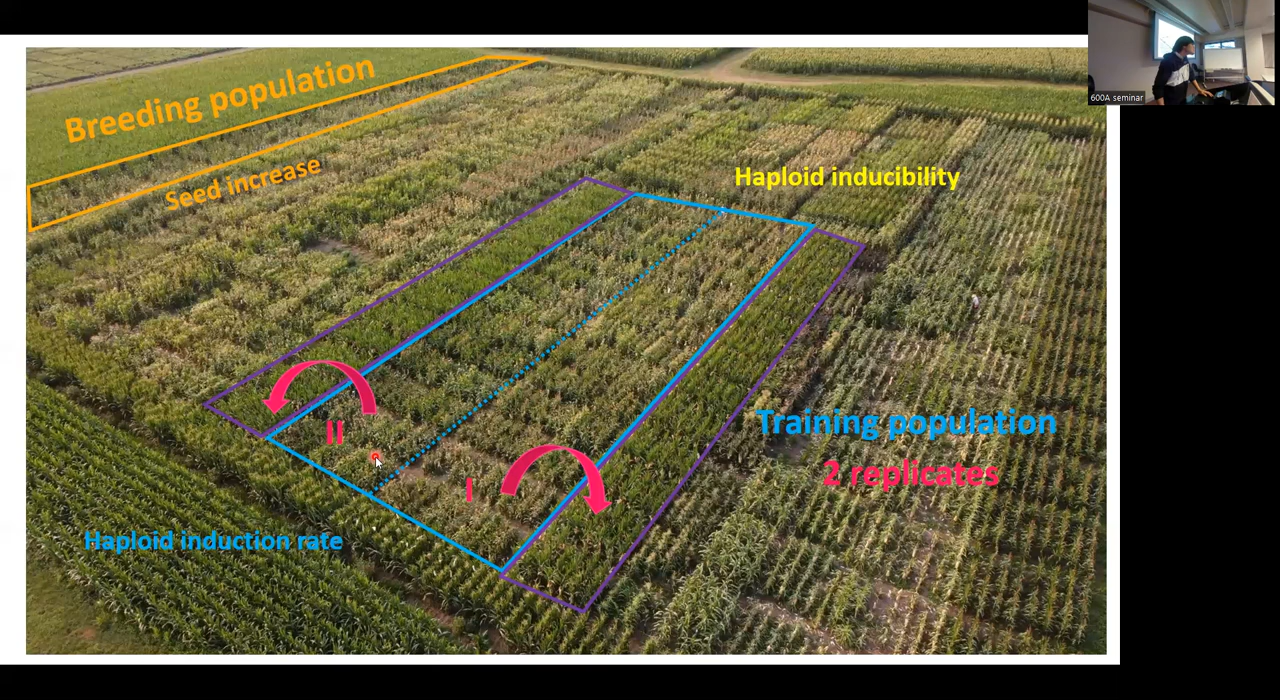 Breeding population
Seed increase
Haploid inducibility
II
I
Training population
2 replicates
Haploid induction rate
600A seminar